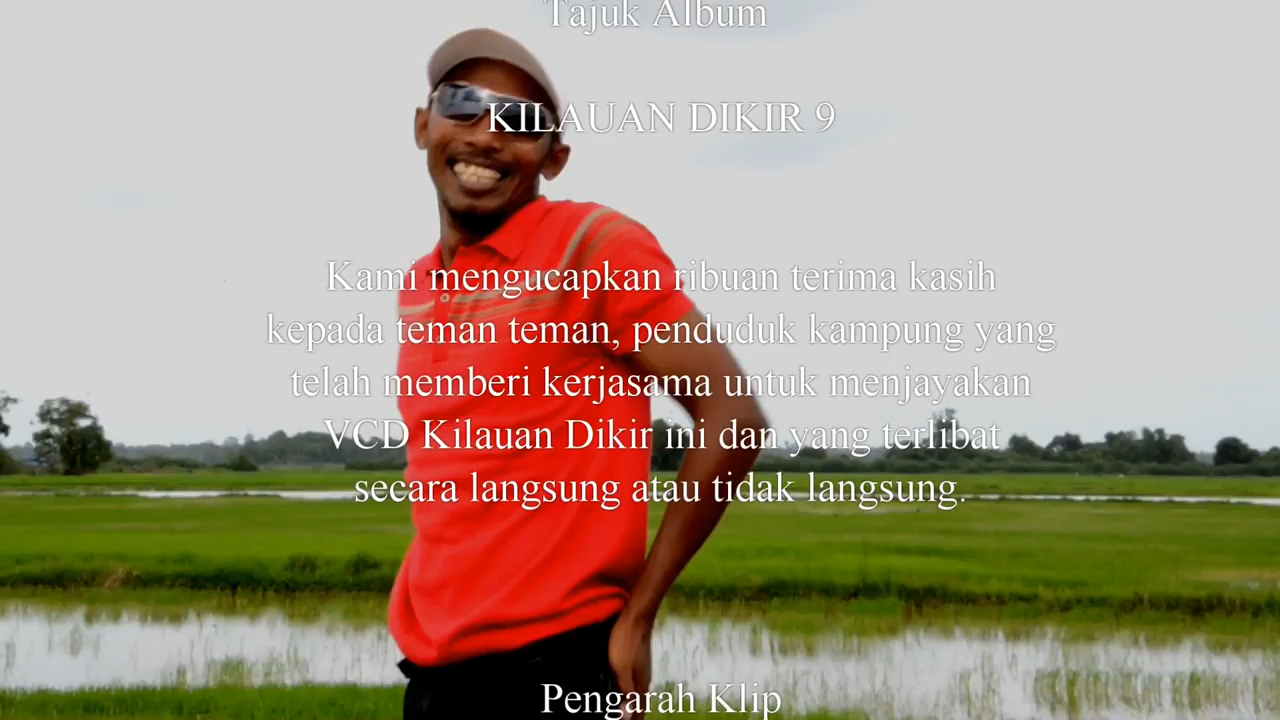 Tajuk Album
KILAUAN DIKIR 9
Kami mengucapkan ribuan terima kasih
kepada teman teman, penduduk kampung yang
telah memberi kerjasama untuk menjayakan
VCD Kilauan Dikir ini dan yang terlibat
secara langsung atau tidak langsung.
Pengarah Klip